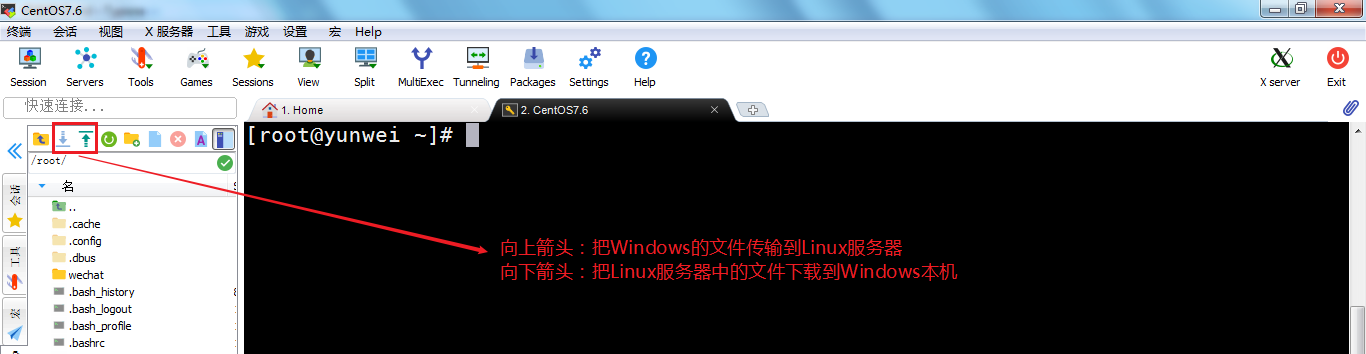 CentOS7.6
终端 会话 视图 X 服务器 工具 游戏 设置 宏 Help
Session Servers Tools Games Sessions View Split MultiExec Tunneling Packages Settings Help X server Exit
快速连接...
1. Home
2. CentOS7.6
[root@yunwei ~]#
/root/
名
会话
..
.cache
.config
.dbus
工具
wechat
.bash_history
.bash_logout
.bash_profile
.bashrc
向上箭头：把Windows的文件传输到Linux服务器
向下箭头：把Linux服务器中的文件下载到Windows本机